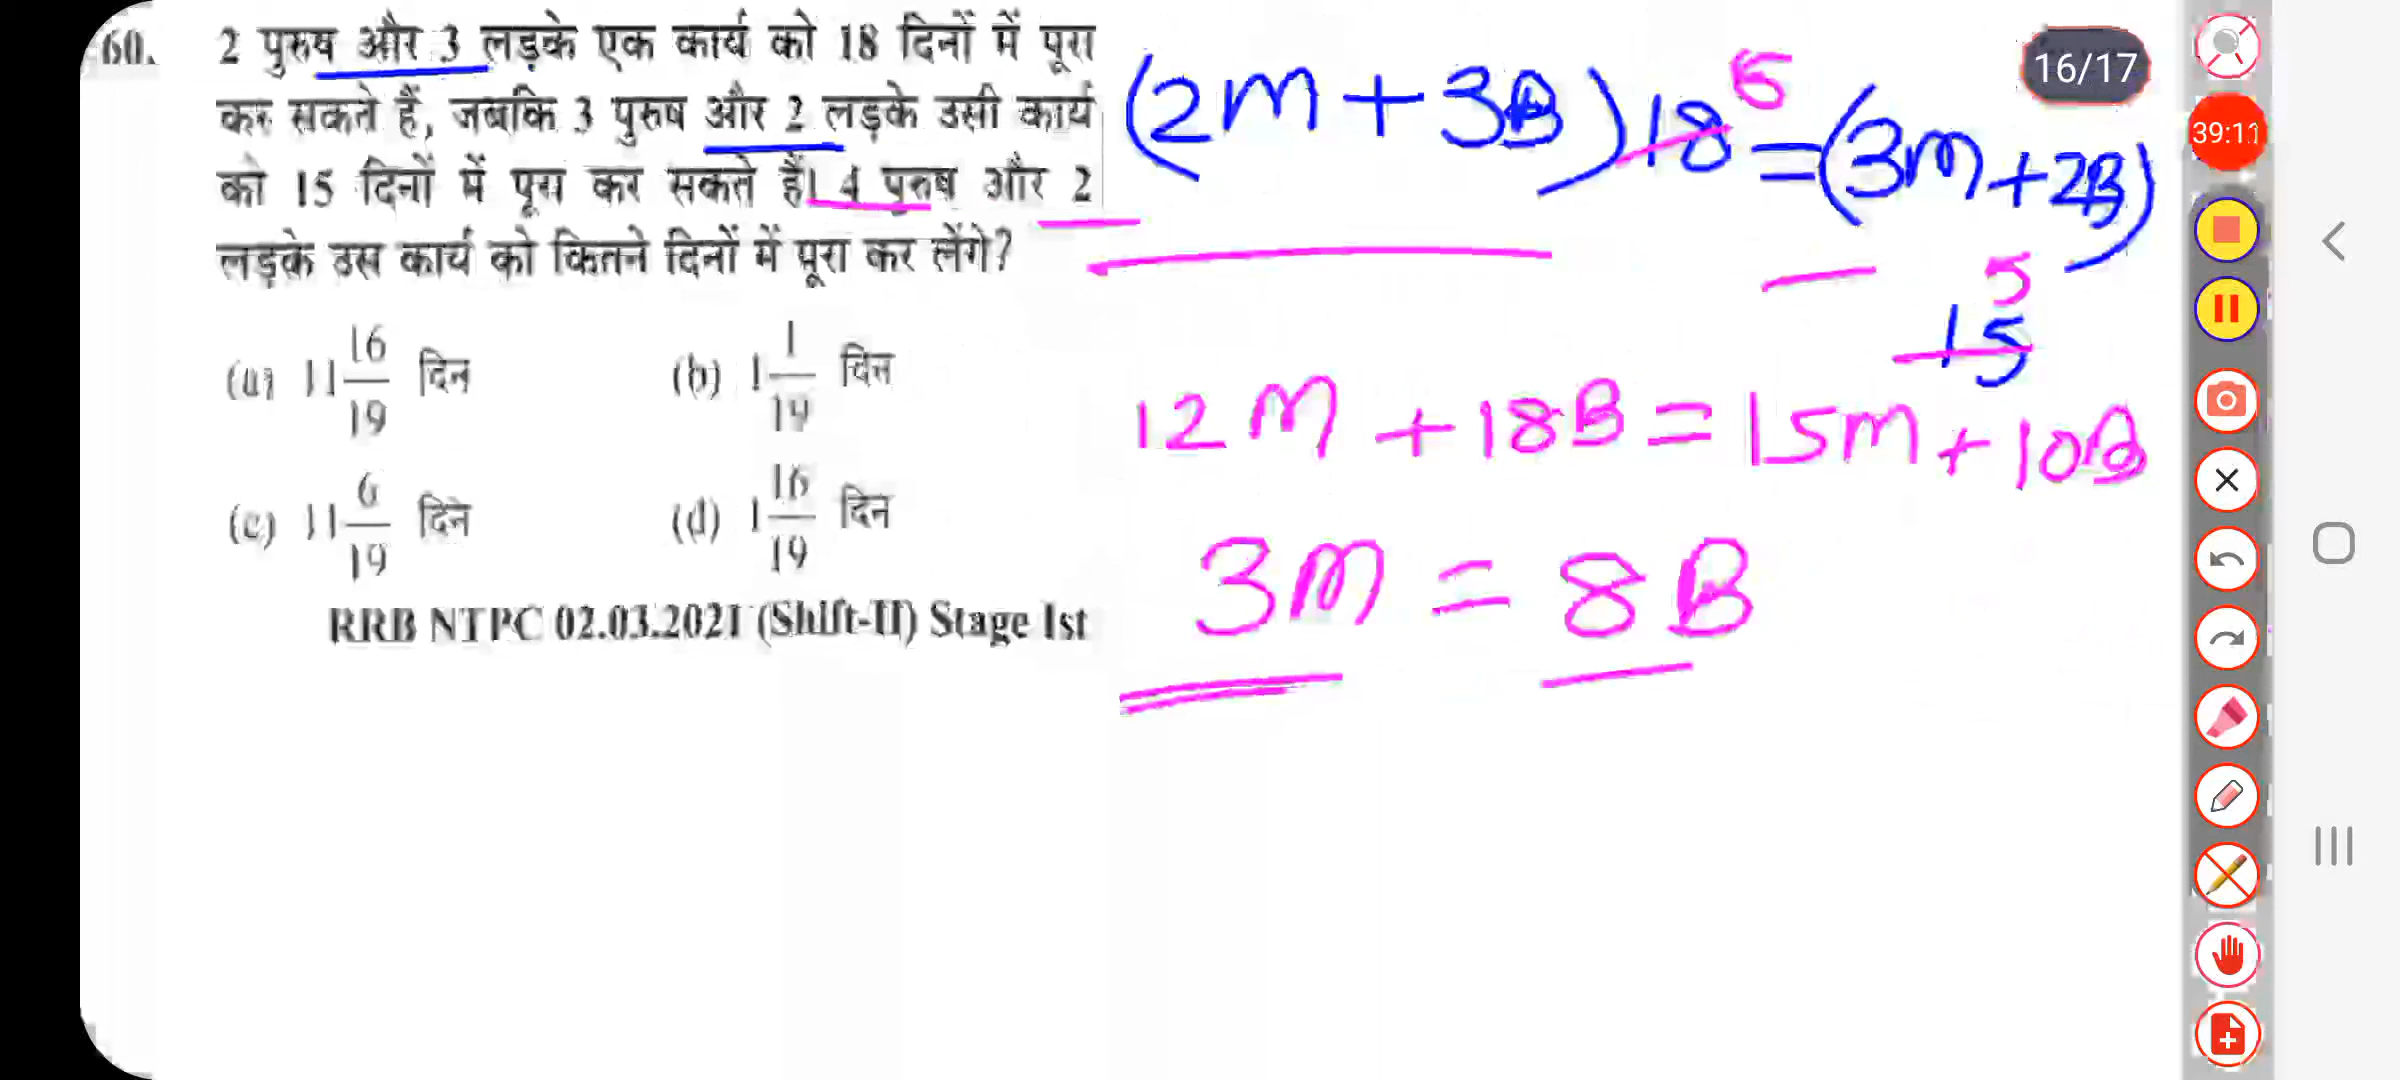 60. 2 पुरुष और 3 लड़के एक कार्य को 18 दिनों में पूरा
कर सकते हैं, जबकि 3 पुरुष और 2 लड़के उसी कार्य
को 15 दिनों में पूरा कर सकते हैं। 4 पुरुष और 2
लड़के उस कार्य को कितने दिनों में पूरा कर लेंगे?
(a) 11 16/19 दिन (b) 1 1/19 दिन
(c) 11 6/19 दिन (d) 1 16/19 दिन
RRB NTPC 02.03.2021 (Shift-II) Stage Ist
(2M + 3B) 18 6 = (3M + 2B)
5
15
12M + 18B = 15M + 10B
3M = 8B
16/17
39:11